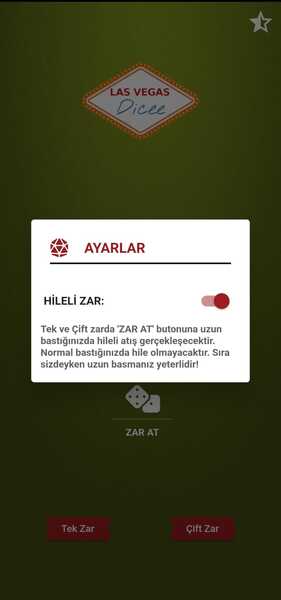 LAS VEGAS
Dicee
AYARLAR
HİLELİ ZAR:
Tek ve Çift zarda 'ZAR AT' butonuna uzun
bastığınızda hileli atış gerçekleşecektir.
Normal bastığınızda hile olmayacaktır. Sıra
sizdeyken uzun basmanız yeterlidir!
ZAR AT
Tek Zar
Çift Zar